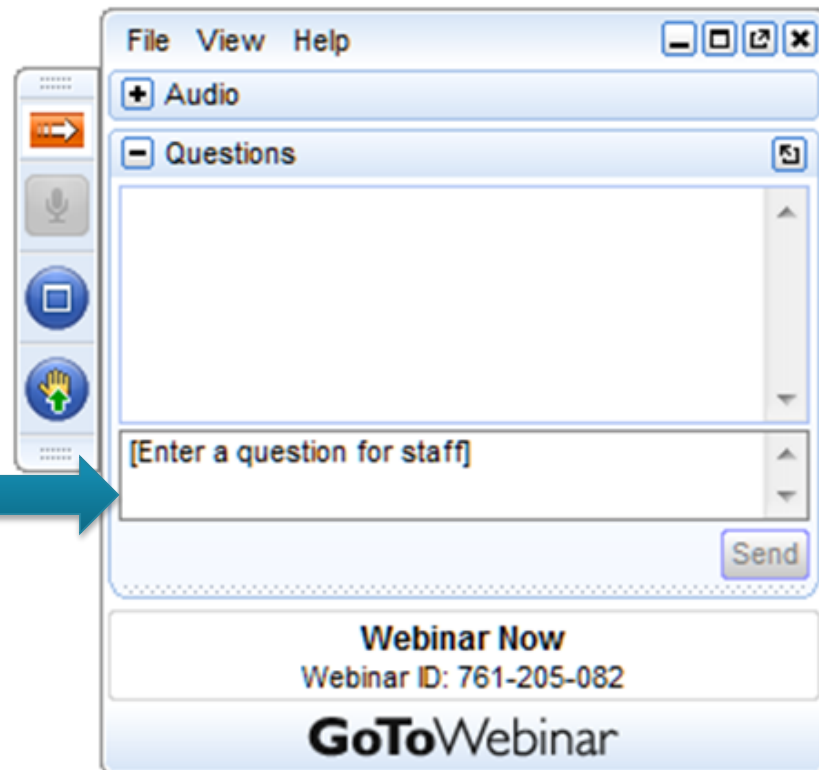 File View Help
Audio
Questions
[Enter a question for staff]
Send
Webinar Now
Webinar ID: 761-205-082
GoToWebinar